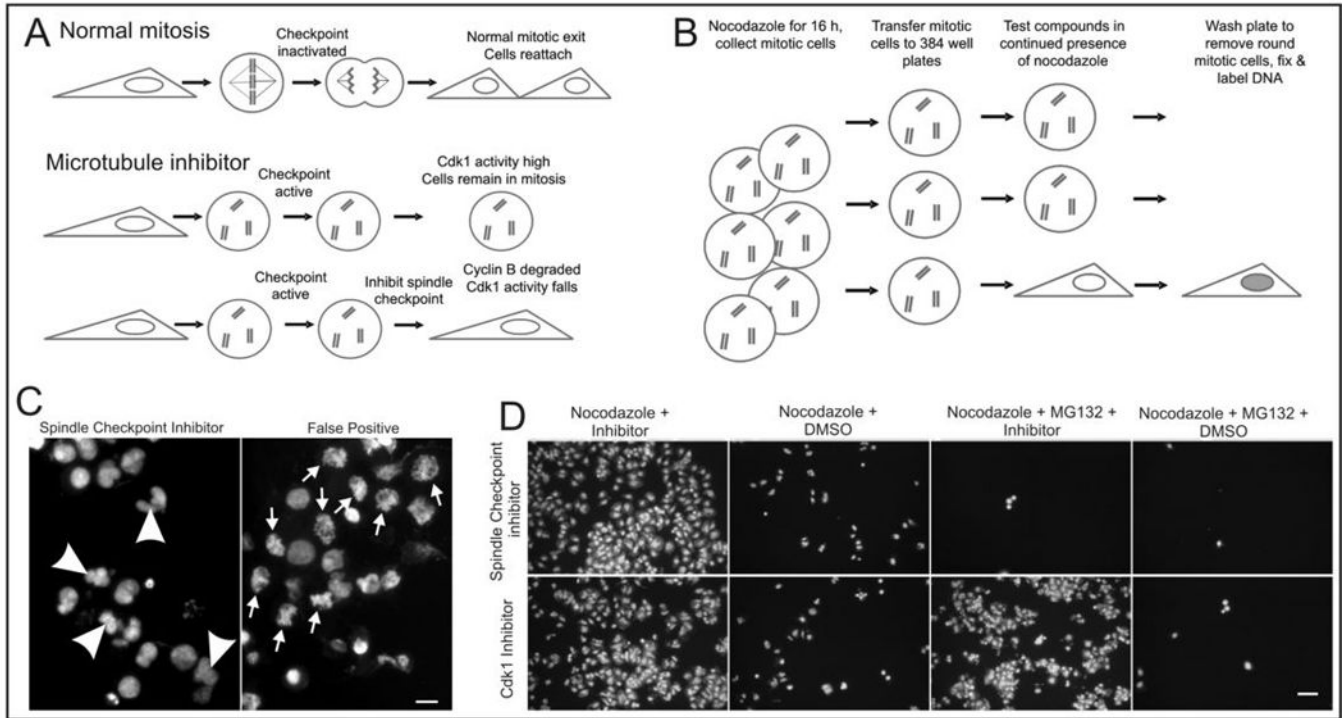 A
Normal mitosis
Checkpoint
inactivated
Normal mitotic exit
Cells reattach
Microtubule inhibitor
Checkpoint
active
Cdk1 activity high
Cells remain in mitosis
Checkpoint
active
Inhibit spindle
checkpoint
Cyclin B degraded
Cdk1 activity falls
B
Nocodazole for 16 h,
collect mitotic cells
Transfer mitotic
cells to 384 well
plates
Test compounds in
continued presence
of nocodazole
Wash plate to
remove round
mitotic cells, fix &
label DNA
C
Spindle Checkpoint Inhibitor
False Positive
D
Nocodazole +
Inhibitor
Nocodazole +
DMSO
Nocodazole + MG132 +
Inhibitor
Nocodazole + MG132 +
DMSO
Spindle Checkpoint
inhibitor
Cdk1 Inhibitor